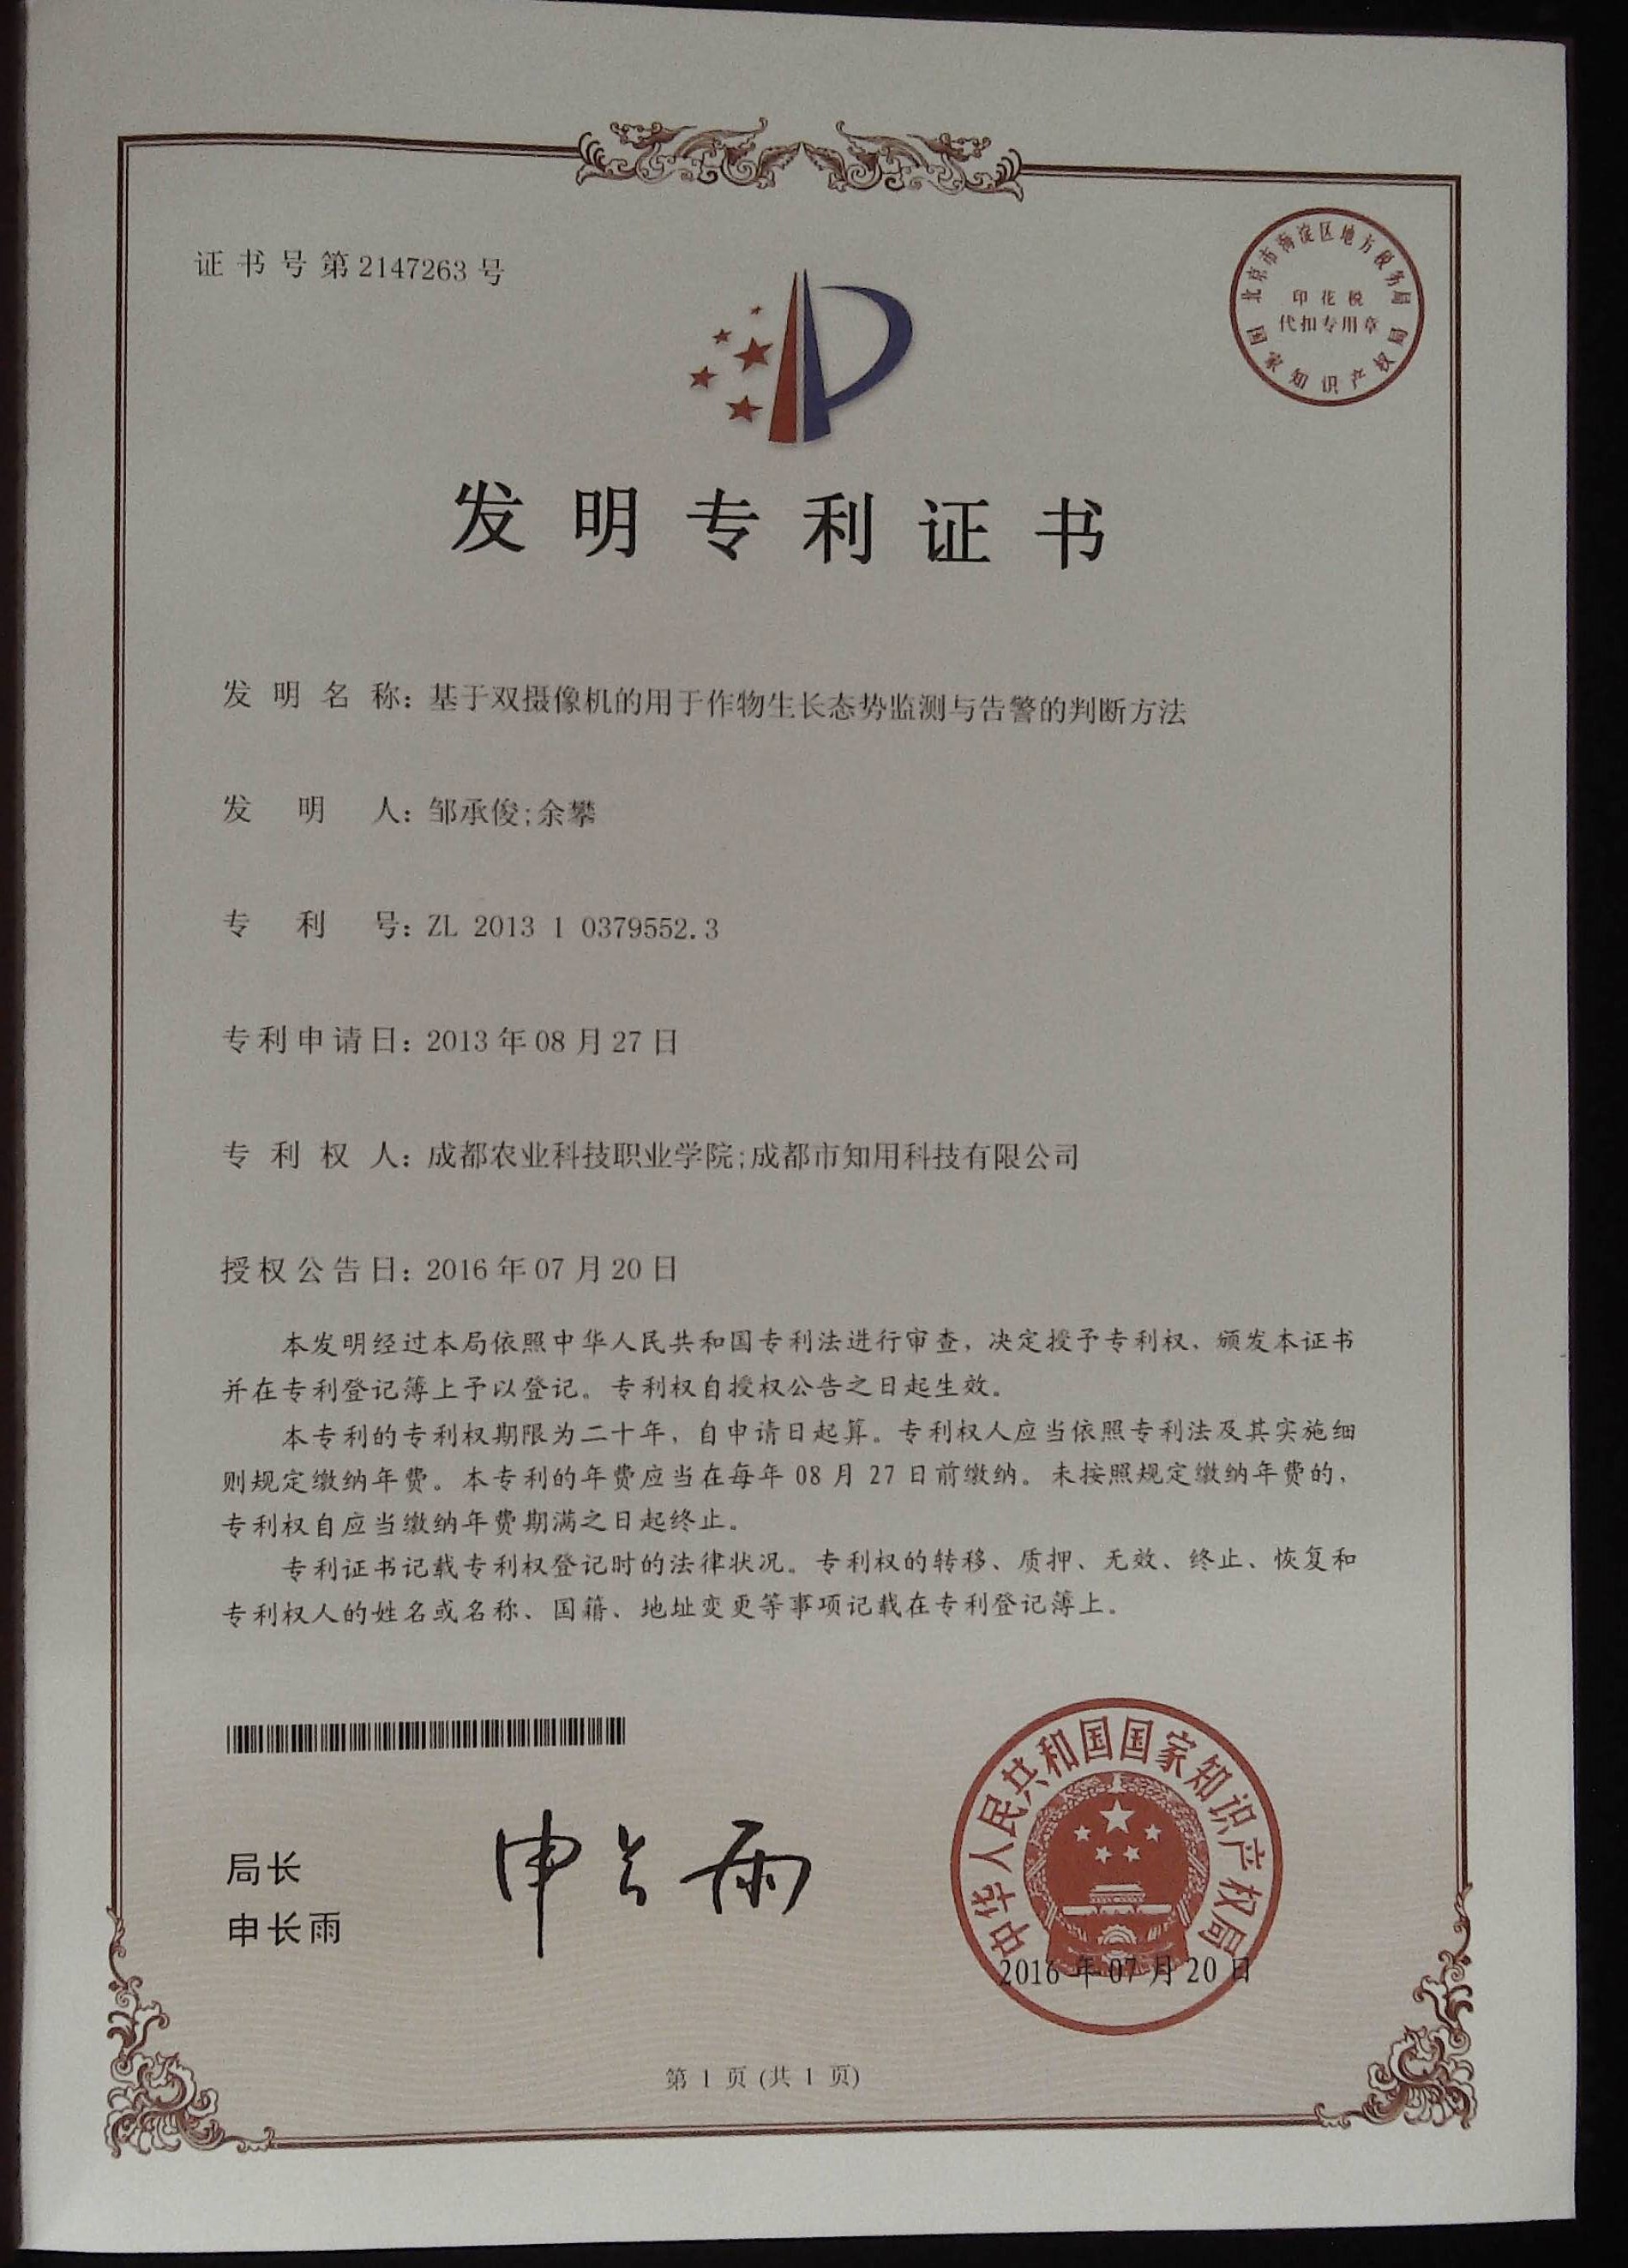 证书号第2147263号
北京市海淀区地方税务局
印花税
代扣专用章
国家知识产权局
发明专利证书
发明名称：基于双摄像机的用于作物生长态势监测与告警的判断方法
发明人：邹承俊;余攀
专利号：ZL 2013 1 0379552.3
专利申请日：2013年08月27日
专利权人：成都农业科技职业学院;成都市知用科技有限公司
授权公告日：2016年07月20日
本发明经过本局依照中华人民共和国专利法进行审查，决定授予专利权，颁发本证书
并在专利登记簿上予以登记。专利权自授权公告之日起生效。
本专利的专利权期限为二十年，自申请日起算。专利权人应当依照专利法及其实施细
则规定缴纳年费。本专利的年费应当在每年08月27日前缴纳。未按照规定缴纳年费的，
专利权自应当缴纳年费期满之日起终止。
专利证书记载专利权登记时的法律状况。专利权的转移、质押、无效、终止、恢复和
专利权人的姓名或名称、国籍、地址变更等事项记载在专利登记簿上。
局长
申长雨
申长雨
中华人民共和国国家知识产权局
2016年07月20日
第1页(共1页)